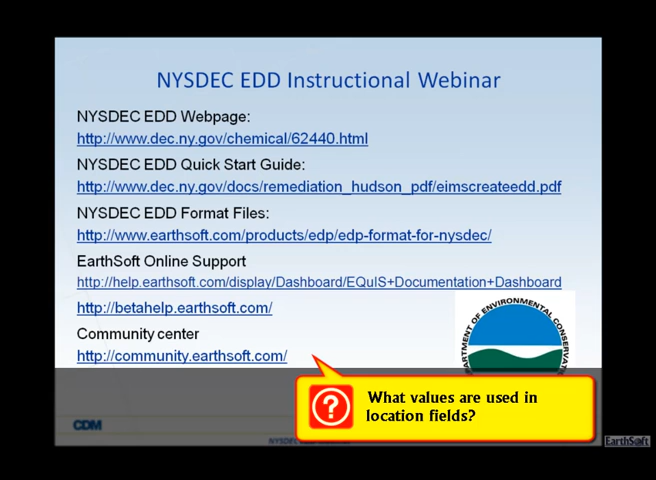 NYSDEC EDD Instructional Webinar
NYSDEC EDD Webpage:
http://www.dec.ny.gov/chemical/62440.html
NYSDEC EDD Quick Start Guide:
http://www.dec.ny.gov/docs/remediation_hudson_pdf/eimscreateedd.pdf
NYSDEC EDD Format Files:
http://www.earthsoft.com/products/edp/edp-format-for-nysdec/
EarthSoft Online Support
http://help.earthsoft.com/display/Dashboard/EQuIS+Documentation+Dashboard
http://betahelp.earthsoft.com/
OF ENVIRONMENTAL
Community center
http://community.earthsoft.com/
?
What values are used in
location fields?
CDM
EarthSoft